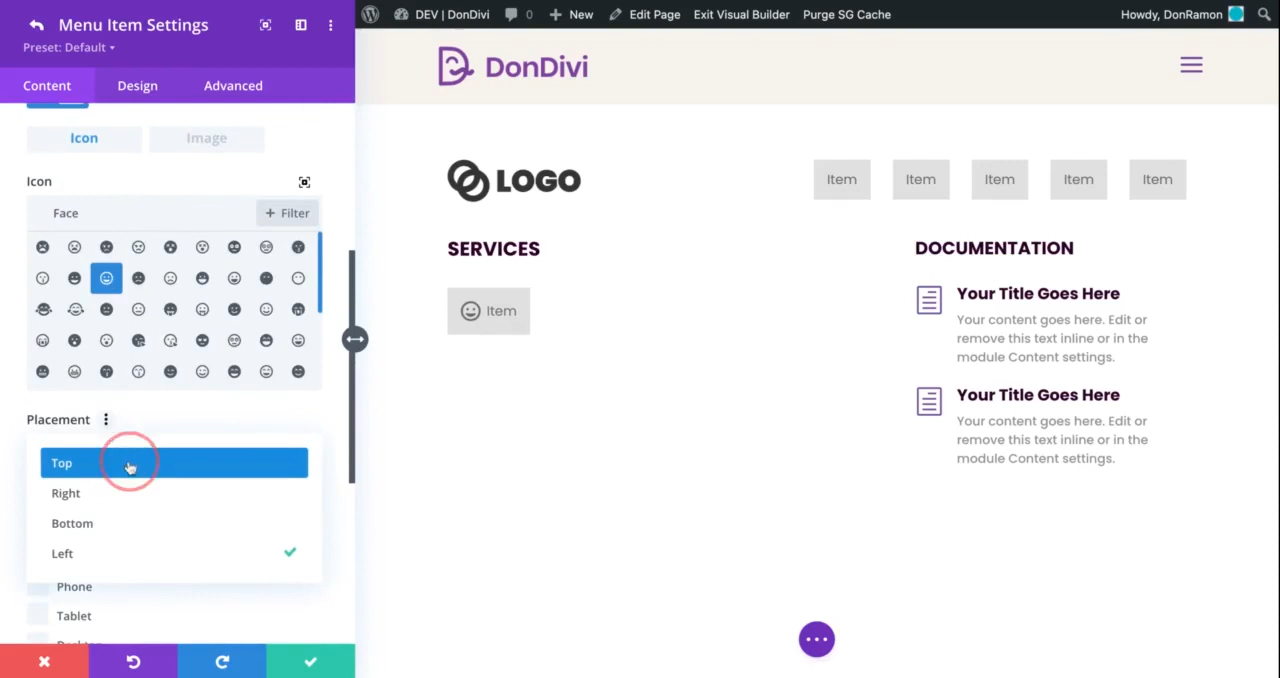 Menu Item Settings
Preset: Default
Content Design Advanced
Icon Image
Icon
Face + Filter
Placement
Top
Right
Bottom
Left
Phone
Tablet
Desktop
DEV | DonDivi 0 + New Edit Page Exit Visual Builder Purge SG Cache Howdy, DonRamon
DonDivi
LOGO
Item Item Item Item Item
SERVICES
Item
DOCUMENTATION
Your Title Goes Here
Your content goes here. Edit or
remove this text inline or in the
module Content settings.
Your Title Goes Here
Your content goes here. Edit or
remove this text inline or in the
module Content settings.